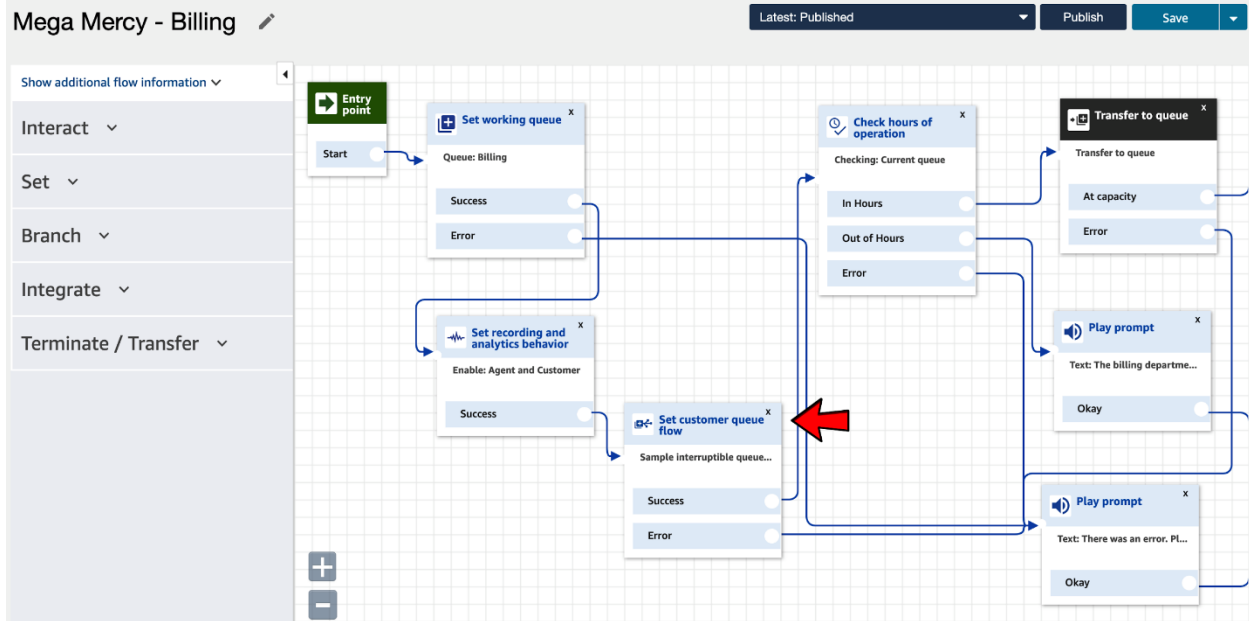 Mega Mercy - Billing
Latest: Published
Publish
Save
Show additional flow information
Interact
Set
Branch
Integrate
Terminate / Transfer
Entry
point
Start
Set working queue
x
Queue: Billing
Success
Error
Set recording and
analytics behavior
x
Enable: Agent and Customer
Success
Set customer queue
flow
x
Sample interruptible queue...
Success
Error
Check hours of
operation
x
Checking: Current queue
In Hours
Out of Hours
Error
Transfer to queue
x
Transfer to queue
At capacity
Error
Play prompt
x
Text: The billing departme...
Okay
Play prompt
x
Text: There was an error. Pl...
Okay